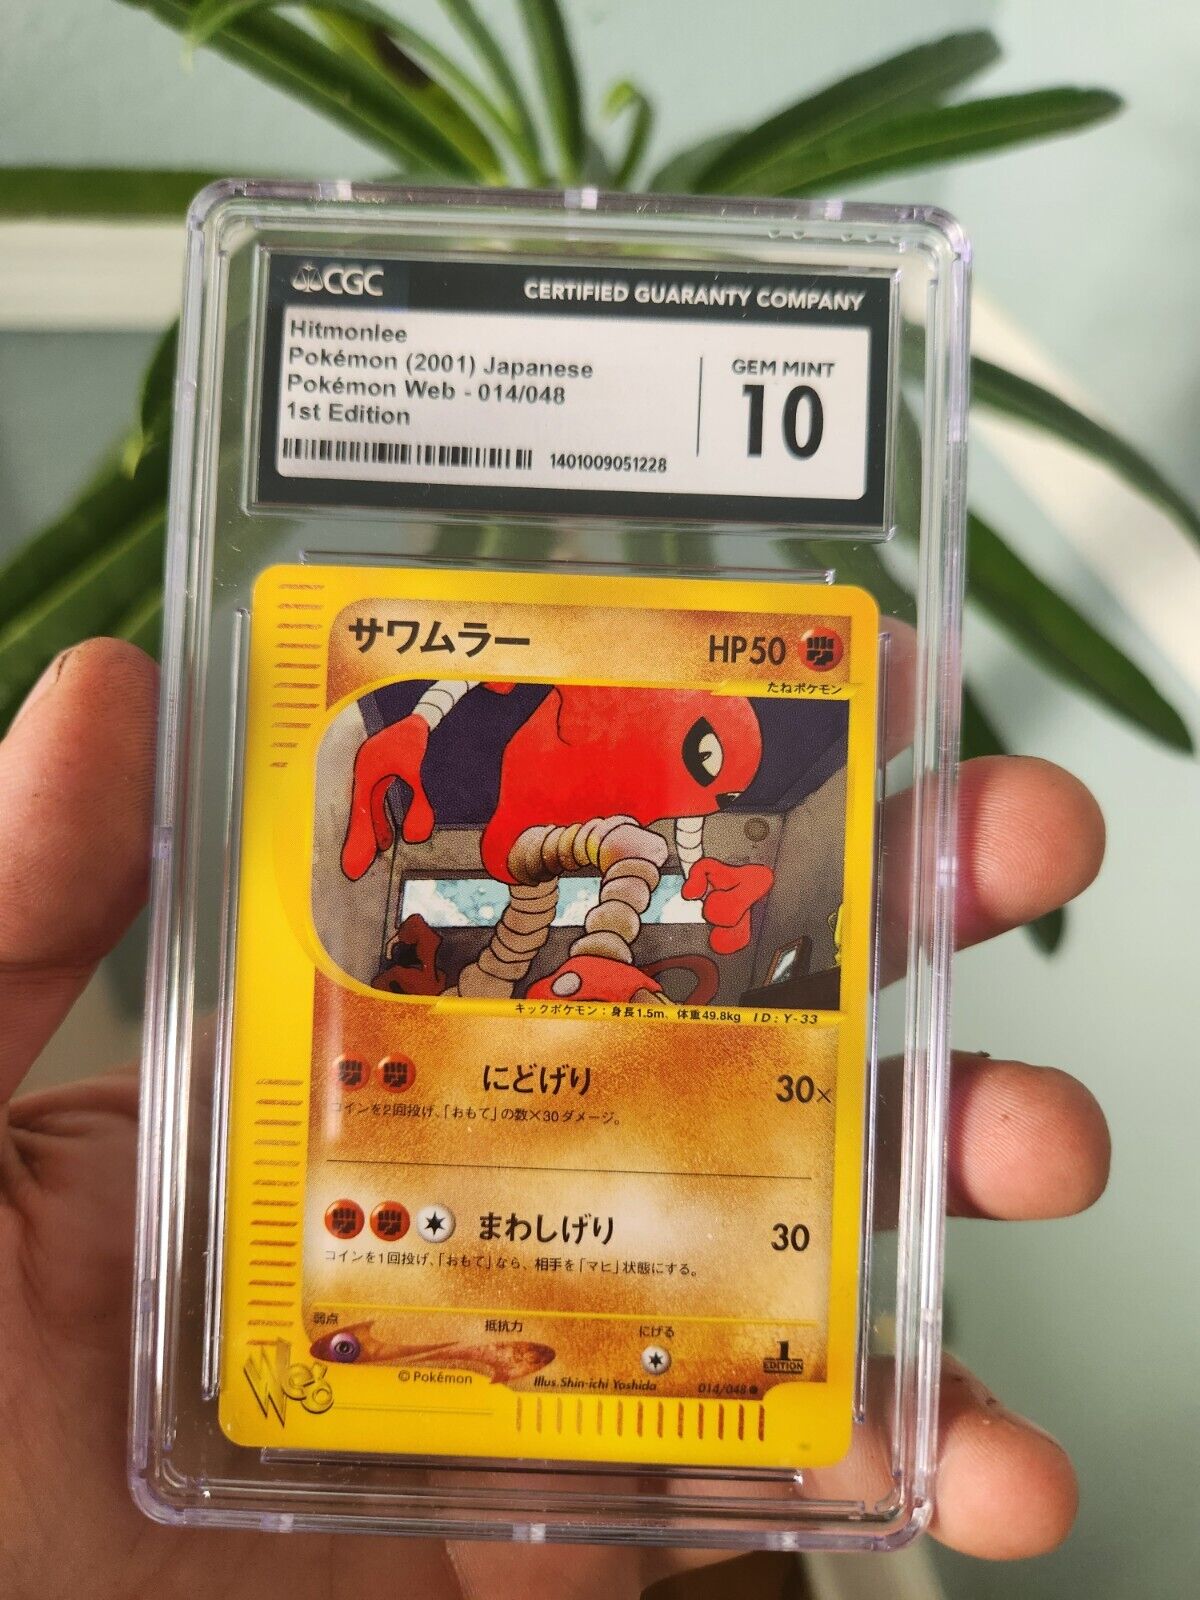 CGC
CERTIFIED GUARANTY COMPANY
Hitmonlee
Pokémon (2001) Japanese
Pokémon Web - 014/048
1st Edition
1401009051228
GEM MINT
10
サワムラー
HP50
たねポケモン
キックポケモン：身長1.5m、体重49.8kg ID:Y-33
にどげり
30×
コインを2回投げ、「おもて」の数×30ダメージ。
まわしげり
30
コインを1回投げ、「おもて」なら、相手を「マヒ」状態にする。
弱点
抵抗力
にげる
1
EDITION
Web
©Pokémon
Illus.Shin-ichi Yoshida
014/048●